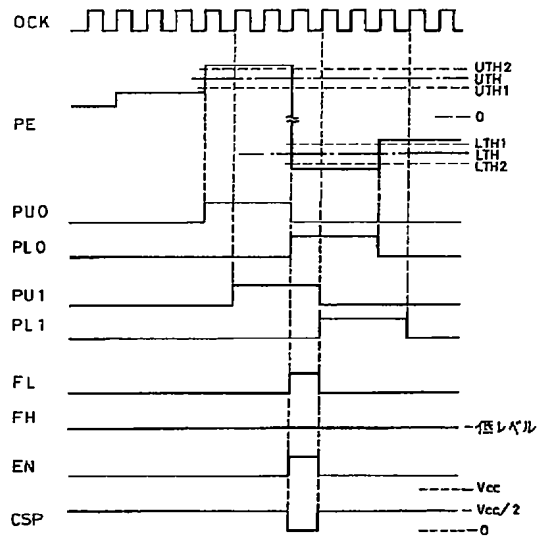 OCK
UTH2
UTH
UTH1
PE
0
LTH1
LTH
LTH2
PU0
PL0
PU1
PL1
FL
FH
低レベル
EN
Vcc
Vcc/2
CSP
0